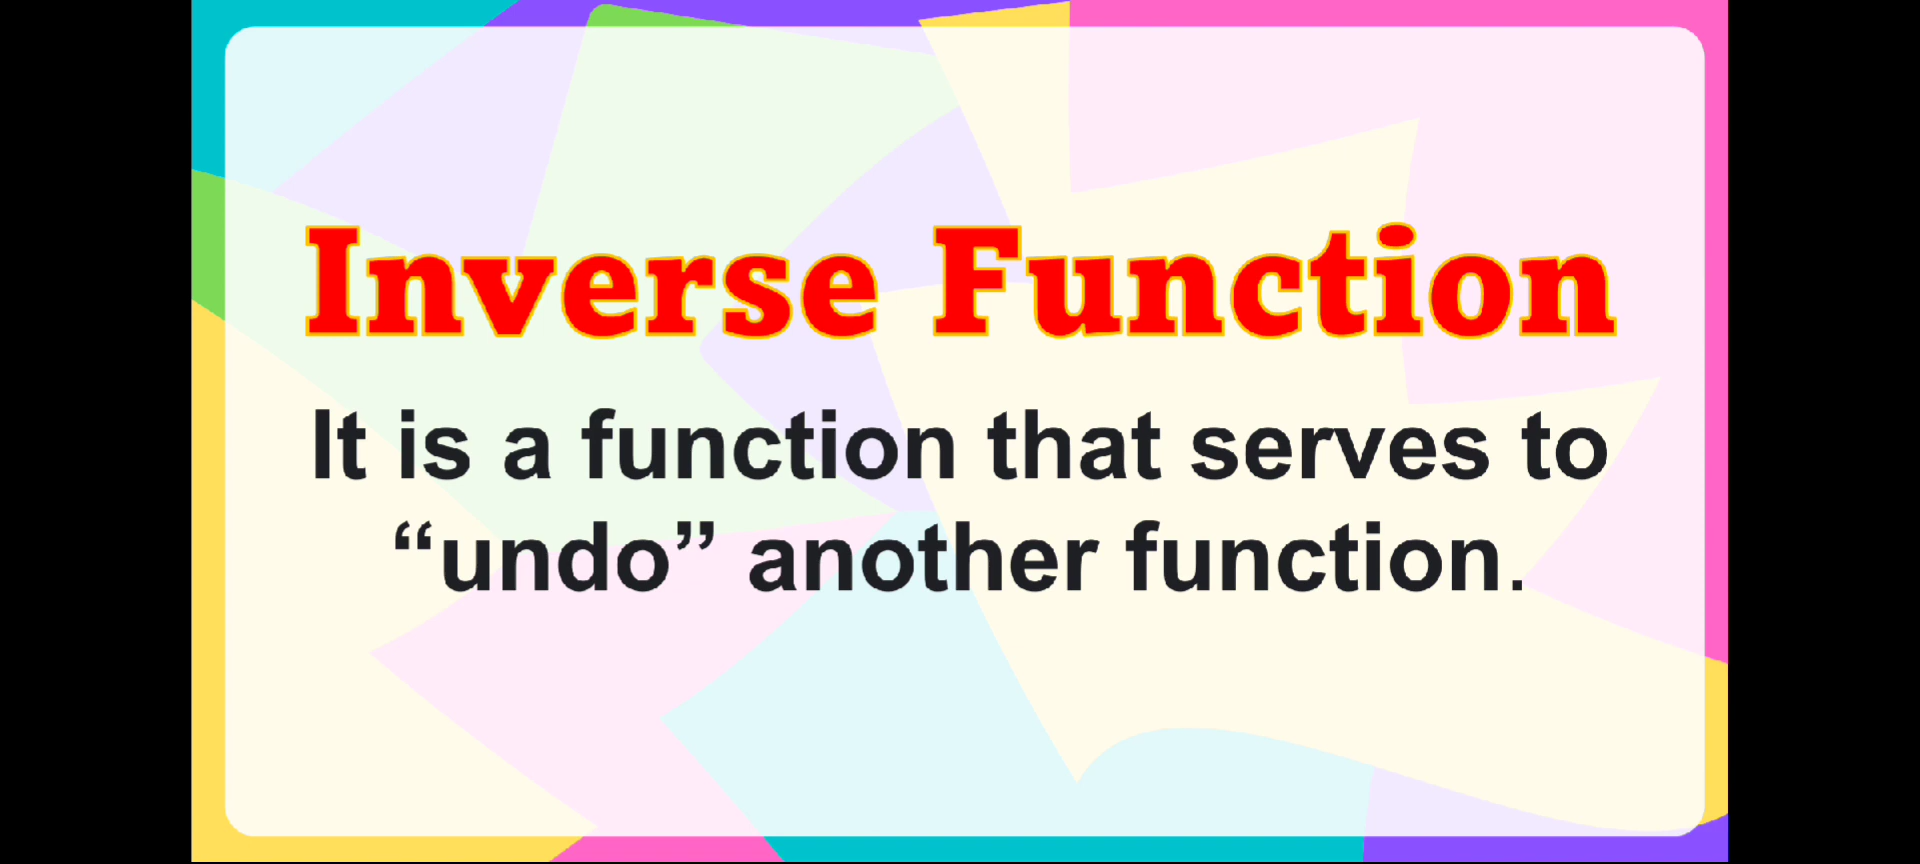 Inverse Function
It is a function that serves to
“undo” another function.